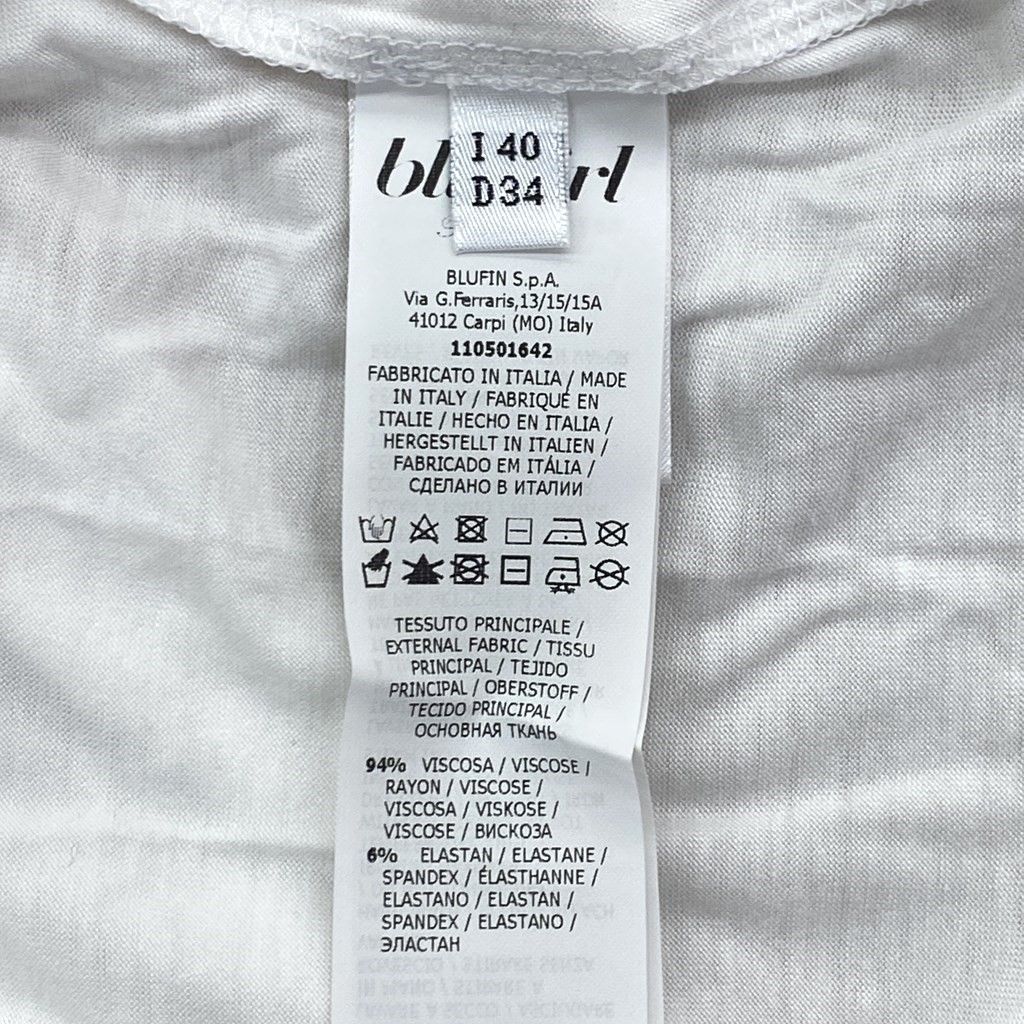 I 40
D34
BLUFIN S.p.A.
Via G.Ferraris,13/15/15A
41012 Carpi (MO) Italy
110501642
FABBRICATO IN ITALIA / MADE
IN ITALY / FABRIQUÉ EN
ITALIE / HECHO EN ITALIA /
HERGESTELLT IN ITALIEN /
FABRICADO EM ITÁLIA /
СДЕЛАНО В ИТАЛИИ
TESSUTO PRINCIPALE /
EXTERNAL FABRIC / TISSU
PRINCIPAL / TEJIDO
PRINCIPAL / OBERSTOFF /
TECIDO PRINCIPAL /
ОСНОВНАЯ ТКАНЬ
94% VISCOSA / VISCOSE /
RAYON / VISCOSE /
VISCOSA / VISKOSE /
VISCOSE / ВИСКОЗА
6% ELASTAN / ELASTANE /
SPANDEX / ÉLASTHANNE /
ELASTANO / ELASTAN /
SPANDEX / ELASTANO /
ЭЛАСТАН